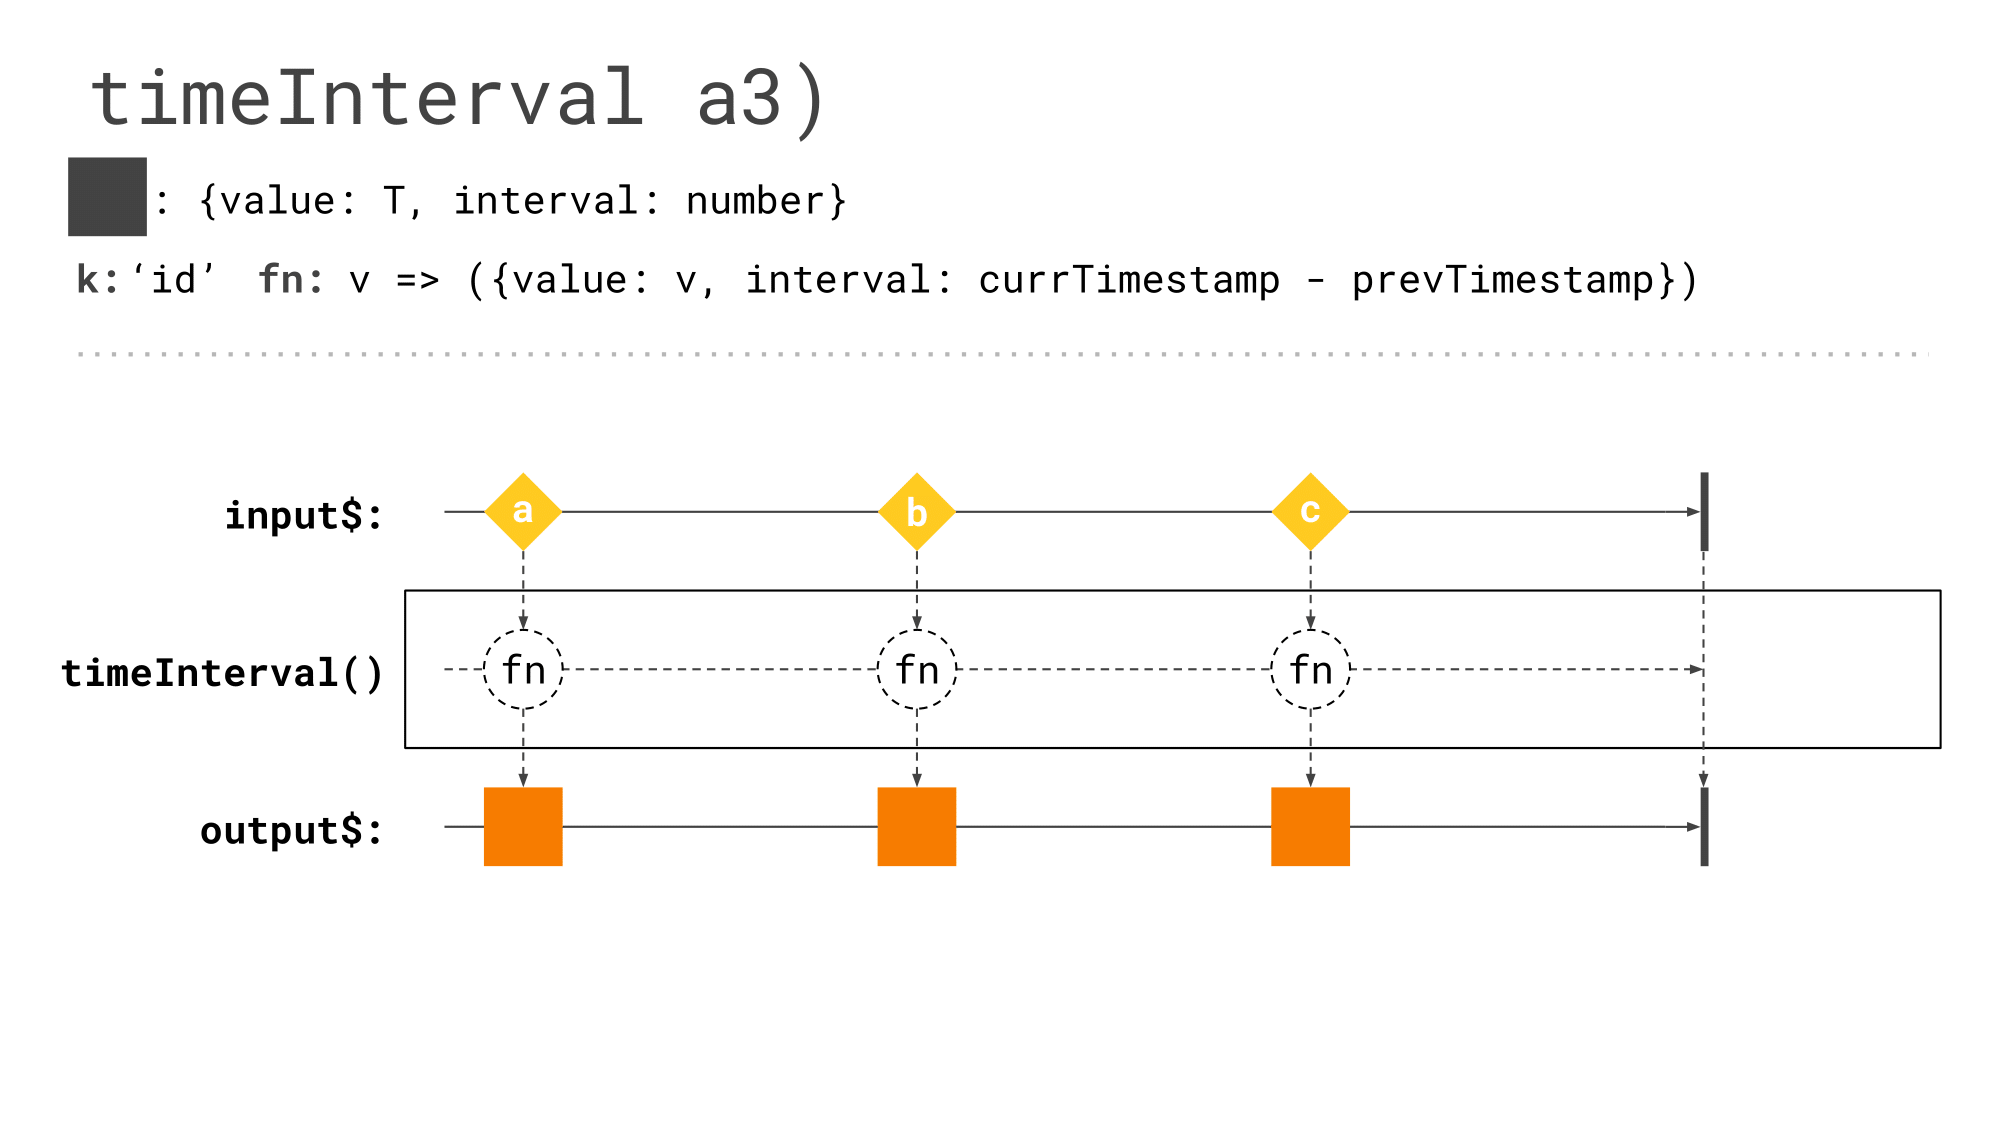 timeInterval a3)
: {value: T, interval: number}
k:‘id’ fn: v => ({value: v, interval: currTimestamp - prevTimestamp})
input$:
a b c
timeInterval()
fn fn fn
output$: